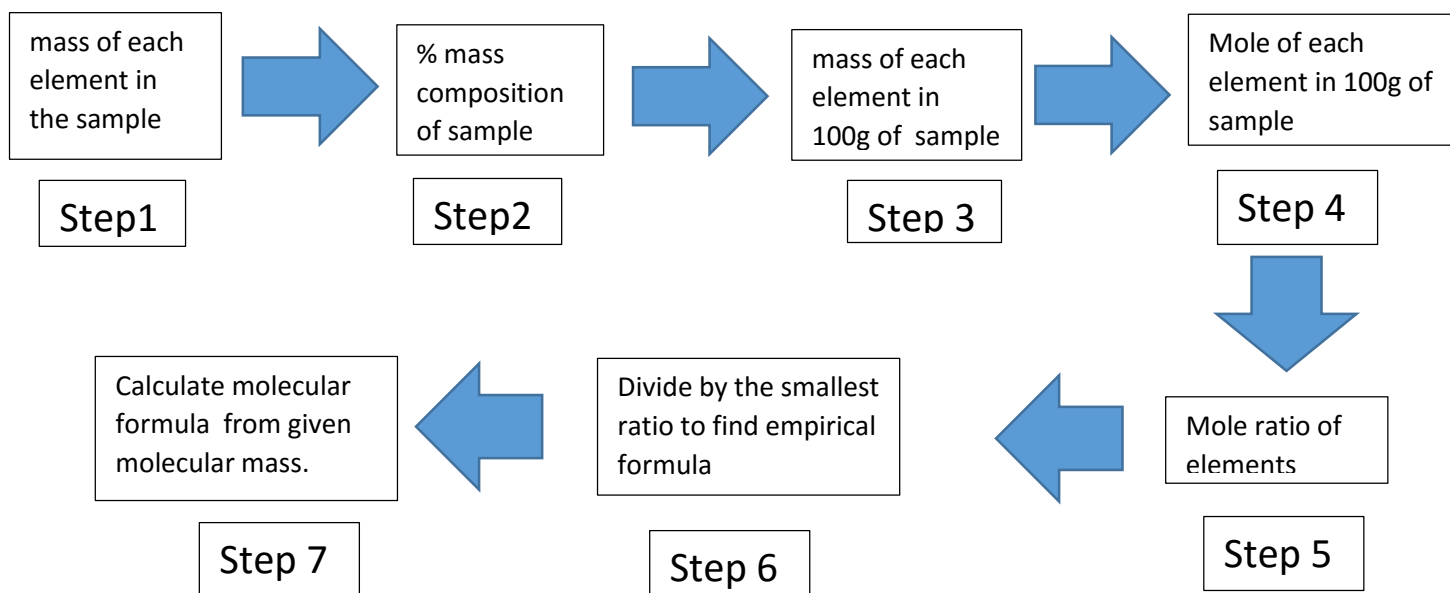 mass of each
element in
the sample
Step1
% mass
composition
of sample
Step2
mass of each
element in
100g of sample
Step 3
Mole of each
element in 100g of
sample
Step 4
Mole ratio of
elements
Step 5
Divide by the smallest
ratio to find empirical
formula
Step 6
Calculate molecular
formula from given
molecular mass.
Step 7